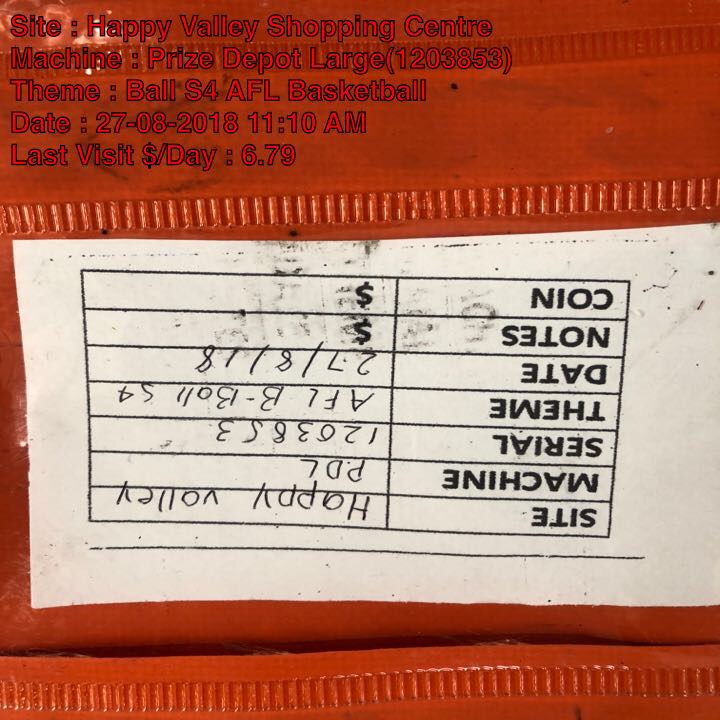 Site : Happy Valley Shopping Centre
Machine : Prize Depot Large(1203853)
Theme : Ball S4 AFL Basketball
Date : 27-08-2018 11:10 AM
Last Visit $/Day : 6.79
SITE Happy valley
MACHINE PDL
SERIAL 1203853
THEME AFL B-Ball S4
DATE 27/8/18
NOTES $
COIN $